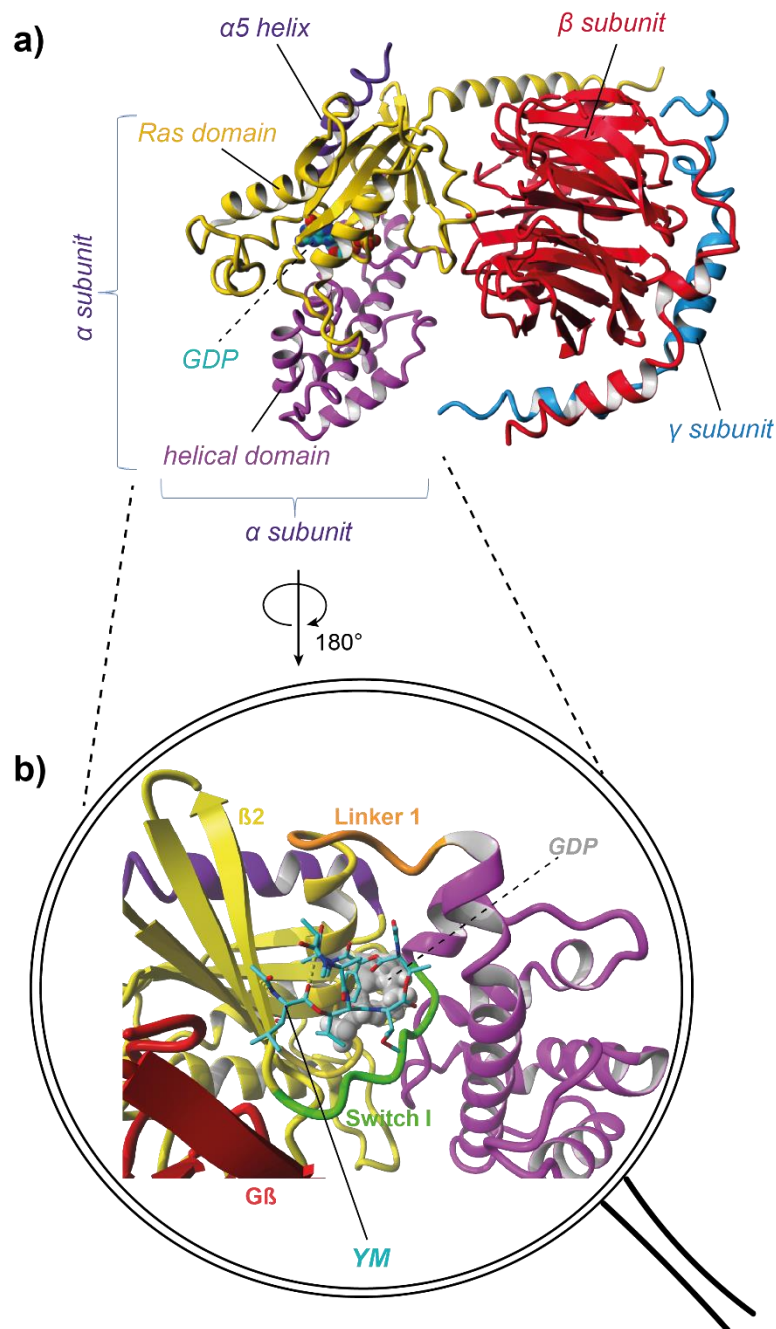 a)
α5 helix
β subunit
Ras domain
α subunit
GDP
γ subunit
helical domain
α subunit
180°
b)
ß2
Linker 1
GDP
Switch I
Gß
YM